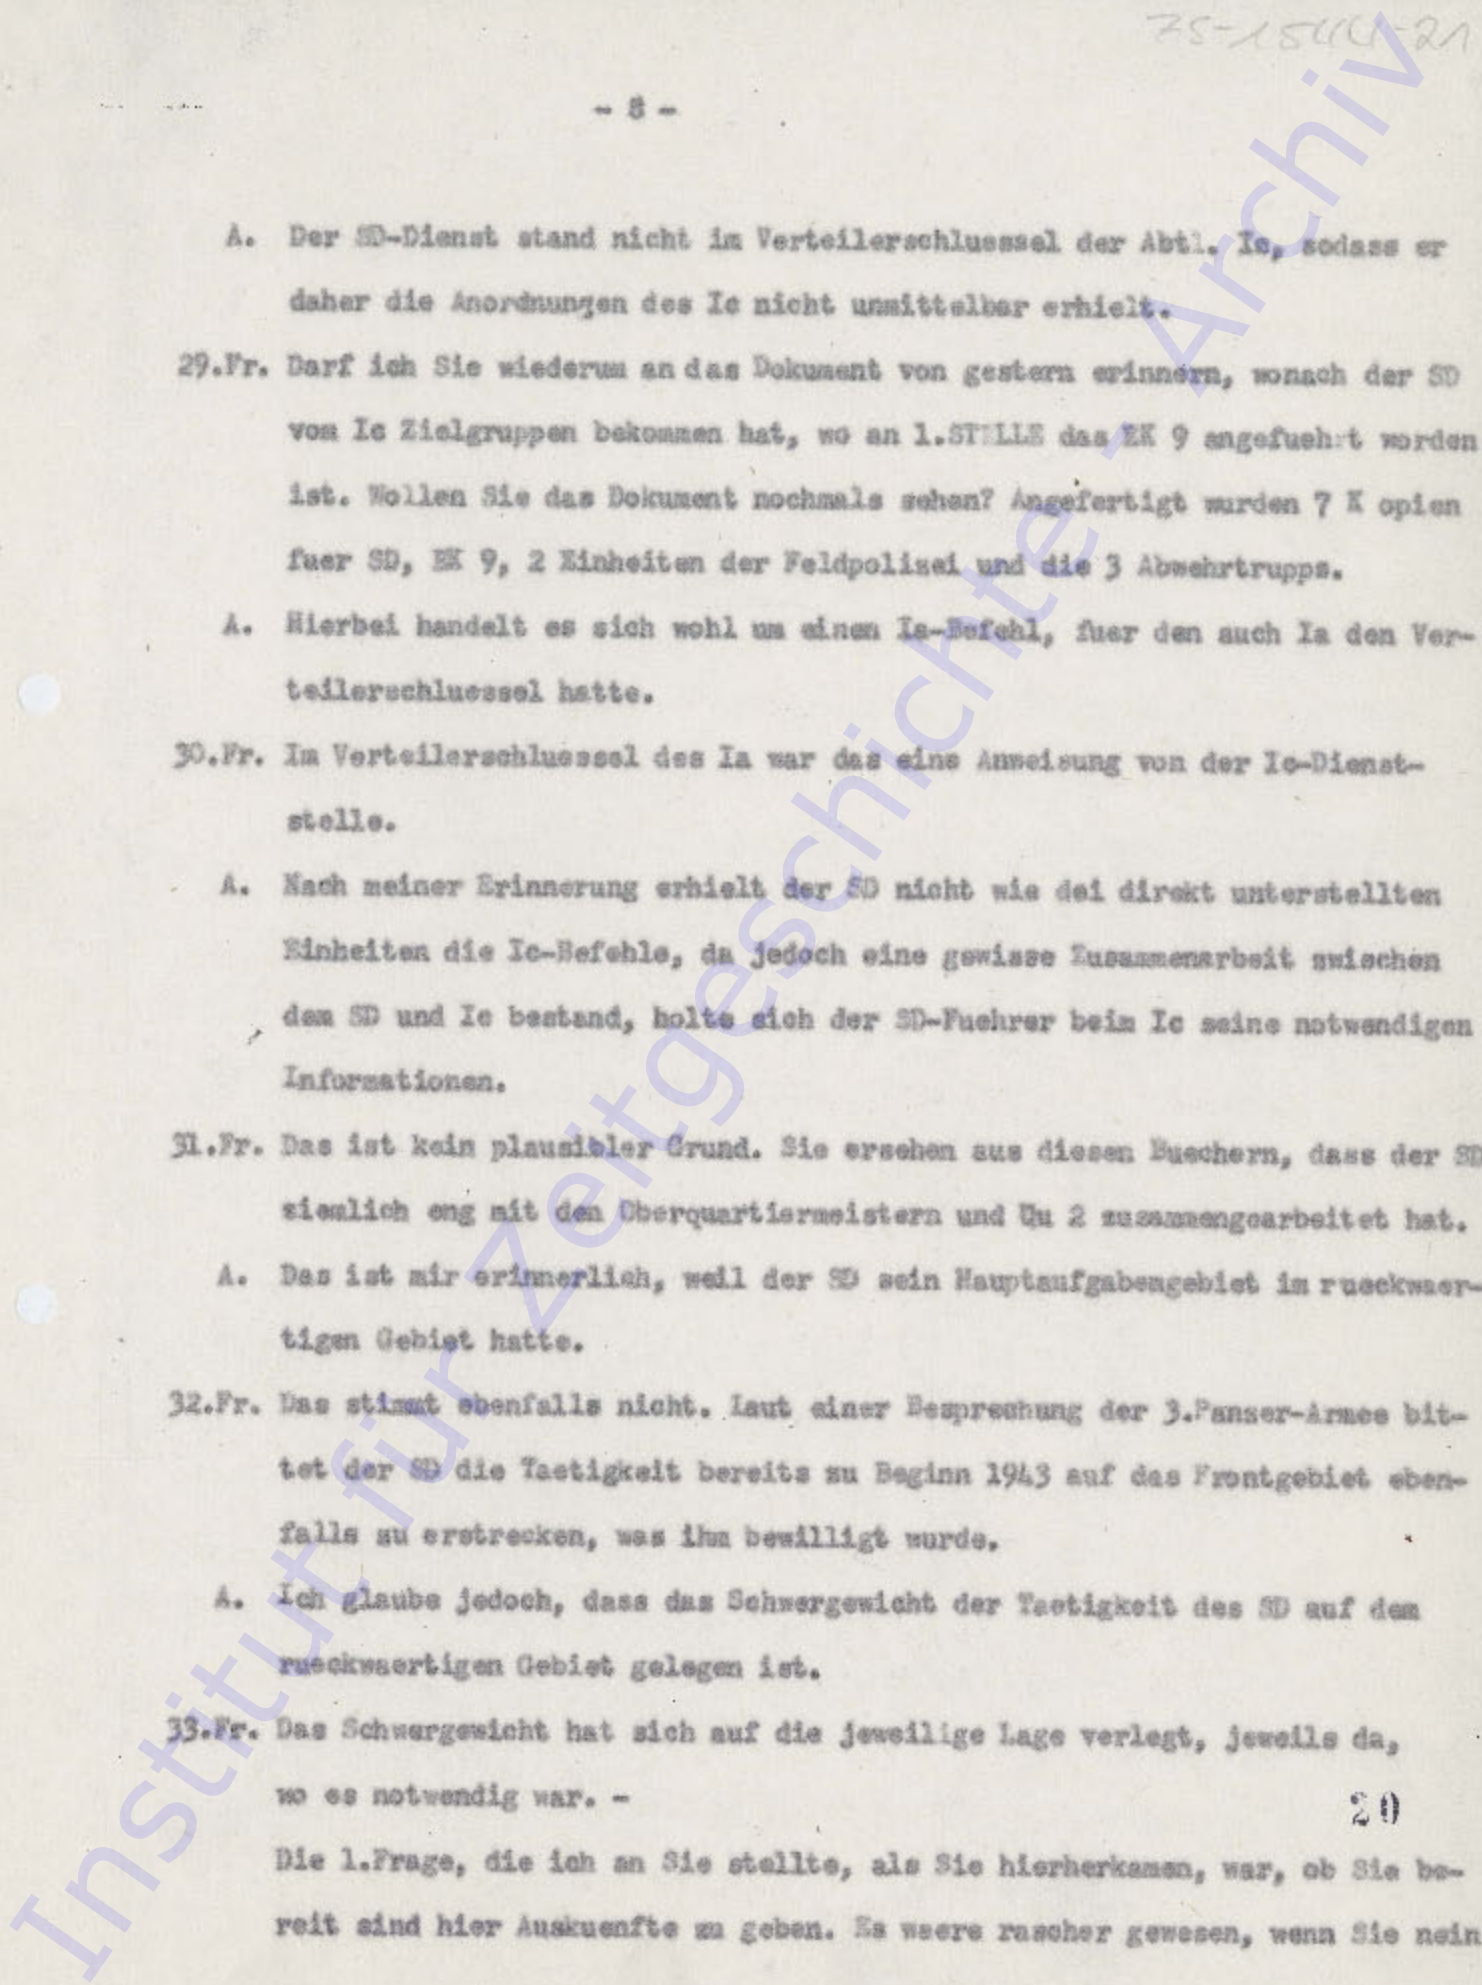 ZS-1544-21
- 8 -
A. Der SD-Dienst stand nicht im Verteilerschluessel der Abtl. Ic, sodass er
daher die Anordnungen des Ic nicht unmittelbar erhielt.
29.Fr. Darf ich Sie wiederum an das Dokument von gestern erinnern, wonach der SD
vom Ic Zielgruppen bekommen hat, wo an 1.STELLE das EK 9 angefuehrt worden
ist. Wollen Sie das Dokument nochmals sehen? Angefertigt wurden 7 K opien
fuer SD, EK 9, 2 Einheiten der Feldpolizei und die 3 Abwehrtrupps.
A. Hierbei handelt es sich wohl um einen Ia-Befehl, fuer den auch Ia den Ver-
teilerschluessel hatte.
30.Fr. Im Verteilerschluessel des Ia war das eine Anweisung von der Ic-Dienst-
stelle.
A. Nach meiner Erinnerung erhielt der SD nicht wie dei direkt unterstellten
Einheiten die Ic-Befehle, da jedoch eine gewisse Zusammenarbeit zwischen
dem SD und Ic bestand, holte sich der SD-Fuehrer beim Ic seine notwendigen
Informationen.
31.Fr. Das ist kein plausibler Grund. Sie ersehen aus diesen Buechern, dass der SD
ziemlich eng mit den Oberquartiermeistern und Qu 2 zusammengearbeitet hat.
A. Das ist mir erinnerlich, weil der SD sein Hauptaufgabengebiet im rueckwaer-
tigen Gebiet hatte.
32.Fr. Das stimmt ebenfalls nicht. Laut einer Besprechung der 3.Panzer-Armee bit-
tet der SD die Taetigkeit bereits zu Beginn 1943 auf das Frontgebiet eben-
falls zu erstrecken, was ihm bewilligt wurde.
A. Ich glaube jedoch, dass das Schwergewicht der Taetigkeit des SD auf dem
rueckwaertigen Gebiet gelegen ist.
33.Fr. Das Schwergewicht hat sich auf die jeweilige Lage verlegt, jeweils da,
wo es notwendig war. -
20
Die 1.Frage, die ich an Sie stellte, als Sie hierherkamen, war, ob Sie be-
reit sind hier Auskuenfte zu geben. Es waere rascher gewesen, wenn Sie nein
Institut für Zeitgeschichte - Archiv